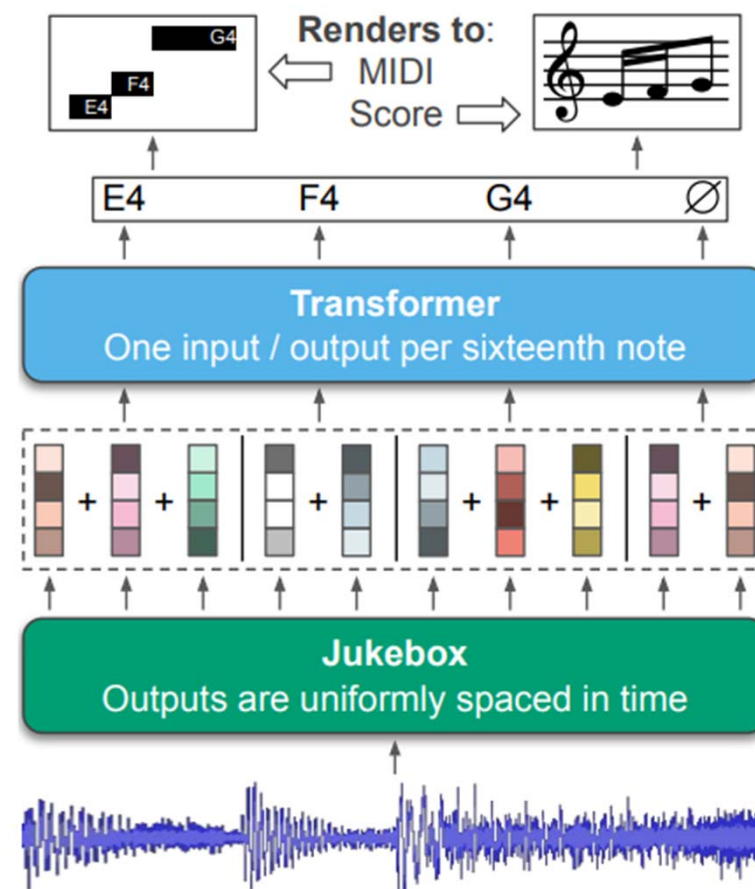 G4
F4
E4
Renders to:
MIDI
Score
E4 F4 G4 ∅
Transformer
One input / output per sixteenth note
+ + + + + +
Jukebox
Outputs are uniformly spaced in time